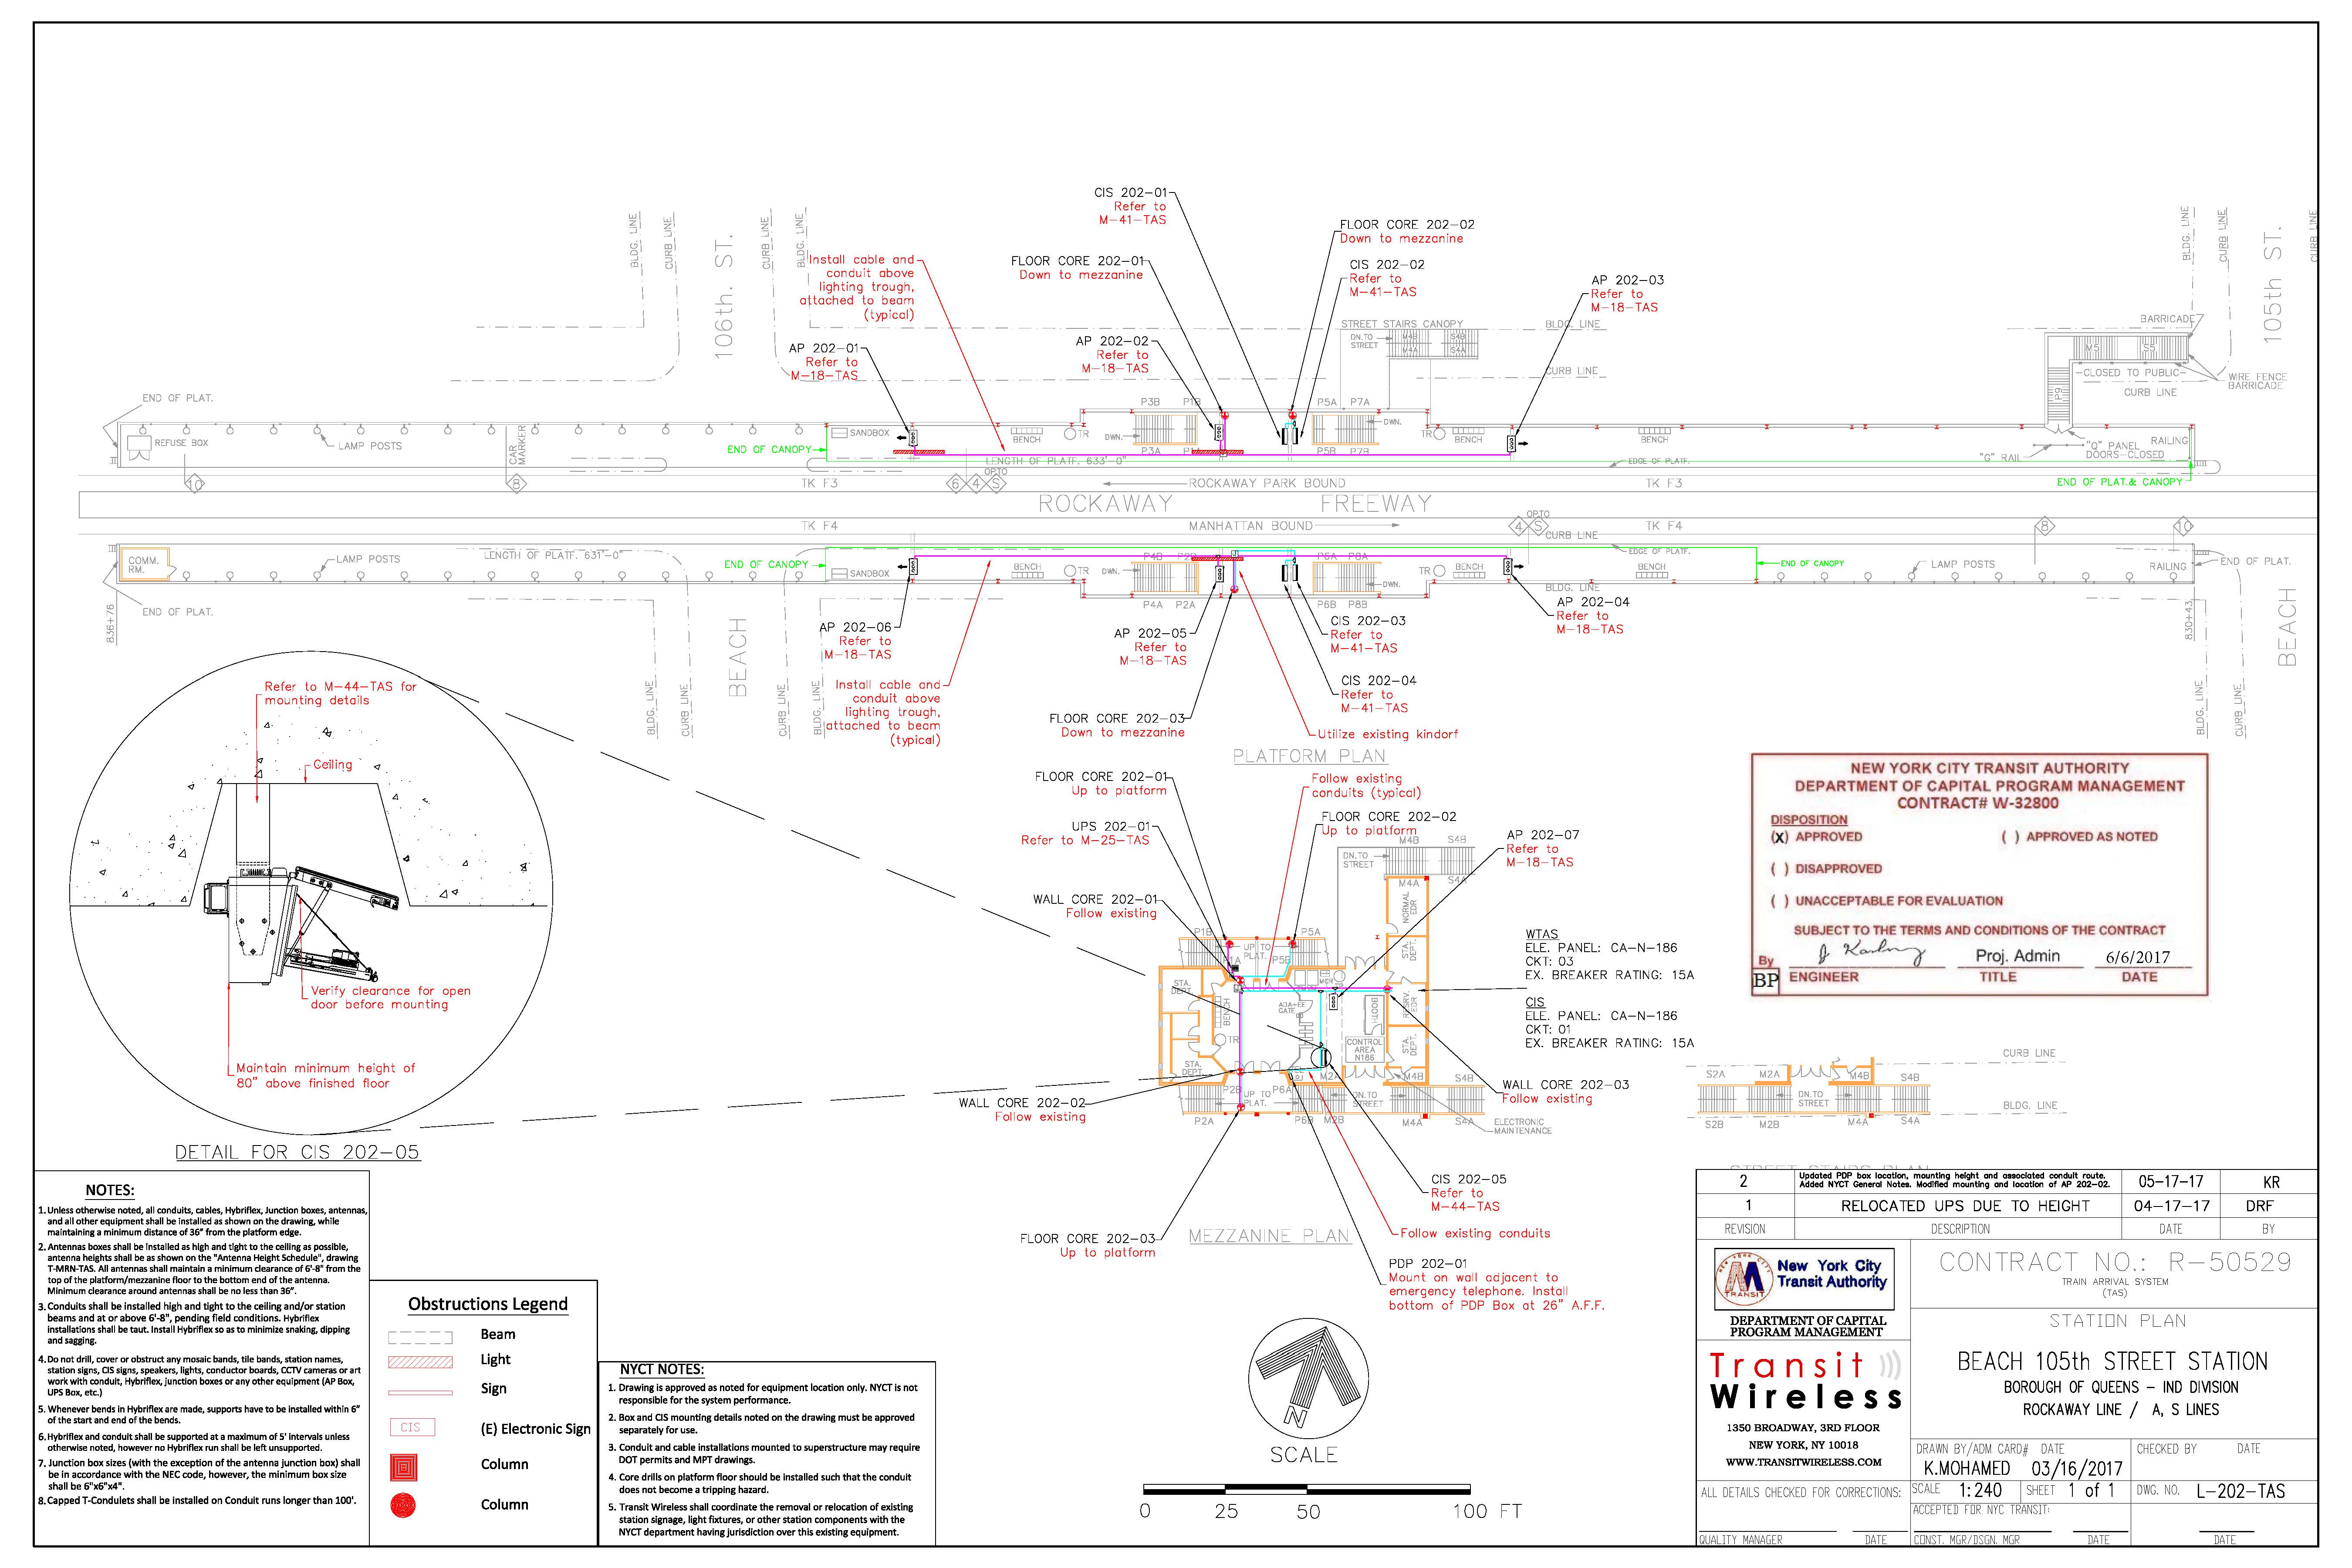 CIS 202-01
Refer to
M-41-TAS
FLOOR CORE 202-02
Down to mezzanine
FLOOR CORE 202-01
Down to mezzanine
CIS 202-02
Refer to
M-41-TAS
AP 202-03
Refer to
M-18-TAS
Install cable and
conduit above
lighting trough,
attached to beam
(typical)
AP 202-01
Refer to
M-18-TAS
AP 202-02
Refer to
M-18-TAS
BLDG. LINE
CURB LINE
106th. ST.
CURB LINE
BLDG. LINE
STREET STAIRS CANOPY
DN.TO
STREET
M4B
S4B
M4A
S4A
BLDG. LINE
CURB LINE
BLDG. LINE
CURB LINE
105th ST.
CURB LINE
BARRICADE
M5
S5
-CLOSED TO PUBLIC-
WIRE FENCE
BARRICADE
CURB LINE
P9
END OF PLAT.
REFUSE BOX
LAMP POSTS
CAR
MARKER
END OF CANOPY
SANDBOX
BENCH
TR
P3B
P1B
DWN.
P3A
P5A
P7A
DWN.
P5B
P7B
TR
BENCH
BENCH
"Q" PANEL
DOORS-CLOSED
RAILING
"G" RAIL
LENGTH OF PLATF. 633'-0"
EDGE OF PLATF.
END OF PLAT.& CANOPY
10
8
6
4
S
OPTO
TK F3
ROCKAWAY PARK BOUND
TK F3
ROCKAWAY FREEWAY
TK F4
MANHATTAN BOUND
4
S
OPTO
TK F4
8
10
CURB LINE
COMM.
RM.
LAMP POSTS
LENGTH OF PLATF. 631'-0"
END OF CANOPY
SANDBOX
BENCH
TR
DWN.
P4B
P2B
P4A
P2A
P6A
P8A
DWN.
P6B
P8B
TR
BENCH
BENCH
EDGE OF PLATF.
END OF CANOPY
LAMP POSTS
RAILING
END OF PLAT.
BLDG. LINE
END OF PLAT.
836+76
830+43
AP 202-06
Refer to
M-18-TAS
AP 202-05
Refer to
M-18-TAS
CIS 202-03
Refer to
M-41-TAS
AP 202-04
Refer to
M-18-TAS
CIS 202-04
Refer to
M-41-TAS
BLDG. LINE
CURB LINE
BEACH
CURB LINE
BLDG. LINE
Install cable and
conduit above
lighting trough,
attached to beam
(typical)
FLOOR CORE 202-03
Down to mezzanine
Utilize existing kindorf
BLDG. LINE
CURB LINE
BEACH
PLATFORM PLAN
Refer to M-44-TAS for
mounting details
Ceiling
Verify clearance for open
door before mounting
Maintain minimum height of
80" above finished floor
DETAIL FOR CIS 202-05
FLOOR CORE 202-01
Up to platform
Follow existing
conduits (typical)
UPS 202-01
Refer to M-25-TAS
FLOOR CORE 202-02
Up to platform
AP 202-07
Refer to
M-18-TAS
WALL CORE 202-01
Follow existing
DN.TO
STREET
M4B
S4B
M4A
S4A
NORMAL
EDR
STA.
DEPT.
RESRV.
EDR
STA.
DEPT.
P1B
P5A
UP TO
PLAT.
P1A
P5B
STA.
DEPT.
BENCH
TR
ADA+EE
GATE
BOOTH
CONTROL
AREA
N186
STA.
DEPT.
P2B
P6A
UP TO
PLAT.
M2A
DN.TO
STREET
M4B
S4B
P2A
P6B
M2B
M4A
S4A
ELECTRONIC
MAINTENANCE
WTAS
ELE. PANEL: CA-N-186
CKT: 03
EX. BREAKER RATING: 15A
CIS
ELE. PANEL: CA-N-186
CKT: 01
EX. BREAKER RATING: 15A
WALL CORE 202-02
Follow existing
WALL CORE 202-03
Follow existing
CIS 202-05
Refer to
M-44-TAS
FLOOR CORE 202-03
Up to platform
Follow existing conduits
PDP 202-01
Mount on wall adjacent to
emergency telephone. Install
bottom of PDP Box at 26" A.F.F.
MEZZANINE PLAN
NEW YORK CITY TRANSIT AUTHORITY
DEPARTMENT OF CAPITAL PROGRAM MANAGEMENT
CONTRACT# W-32800
DISPOSITION
(X) APPROVED
( ) APPROVED AS NOTED
( ) DISAPPROVED
( ) UNACCEPTABLE FOR EVALUATION
SUBJECT TO THE TERMS AND CONDITIONS OF THE CONTRACT
By
Proj. Admin
6/6/2017
BP
ENGINEER
TITLE
DATE
CURB LINE
S2A
M2A
M4B
S4B
DN.TO
STREET
BLDG. LINE
S2B
M2B
M4A
S4A
STREET STAIRS PLAN
NOTES:
1. Unless otherwise noted, all conduits, cables, Hybriflex, Junction boxes, antennas,
and all other equipment shall be installed as shown on the drawing, while
maintaining a minimum distance of 36" from the platform edge.
2. Antennas boxes shall be installed as high and tight to the ceiling as possible,
antenna heights shall be as shown on the "Antenna Height Schedule", drawing
T-MRN-TAS. All antennas shall maintain a minimum clearance of 6'-8" from the
top of the platform/mezzanine floor to the bottom end of the antenna.
Minimum clearance around antennas shall be no less than 36".
3. Conduits shall be installed high and tight to the ceiling and/or station
beams and at or above 6'-8", pending field conditions. Hybriflex
installations shall be taut. Install Hybriflex so as to minimize snaking, dipping
and sagging.
4. Do not drill, cover or obstruct any mosaic bands, tile bands, station names,
station signs, CIS signs, speakers, lights, conductor boards, CCTV cameras or art
work with conduit, Hybriflex, junction boxes or any other equipment (AP Box,
UPS Box, etc.)
5. Whenever bends in Hybriflex are made, supports have to be installed within 6"
of the start and end of the bends.
6. Hybriflex and conduit shall be supported at a maximum of 5' intervals unless
otherwise noted, however no Hybriflex run shall be left unsupported.
7. Junction box sizes (with the exception of the antenna junction box) shall
be in accordance with the NEC code, however, the minimum box size
shall be 6"x6"x4".
8. Capped T-Condulets shall be installed on Conduit runs longer than 100'.
Obstructions Legend
Beam
Light
Sign
CIS
(E) Electronic Sign
Column
Column
NYCT NOTES:
1. Drawing is approved as noted for equipment location only. NYCT is not
responsible for the system performance.
2. Box and CIS mounting details noted on the drawing must be approved
separately for use.
3. Conduit and cable installations mounted to superstructure may require
DOT permits and MPT drawings.
4. Core drills on platform floor should be installed such that the conduit
does not become a tripping hazard.
5. Transit Wireless shall coordinate the removal or relocation of existing
station signage, light fixtures, or other station components with the
NYCT department having jurisdiction over this existing equipment.
N
SCALE
0 25 50 100 FT
2 Updated PDP box location, mounting height and associated conduit route.
Added NYCT General Notes. Modified mounting and location of AP 202-02. 05-17-17 KR
1 RELOCATED UPS DUE TO HEIGHT 04-17-17 DRF
REVISION DESCRIPTION DATE BY
TRANSIT
New York City
Transit Authority
DEPARTMENT OF CAPITAL
PROGRAM MANAGEMENT
Transit
Wireless
1350 BROADWAY, 3RD FLOOR
NEW YORK, NY 10018
WWW.TRANSITWIRELESS.COM
ALL DETAILS CHECKED FOR CORRECTIONS:
QUALITY MANAGER DATE
CONTRACT NO.: R-50529
TRAIN ARRIVAL SYSTEM
(TAS)
STATION PLAN
BEACH 105th STREET STATION
BOROUGH OF QUEENS - IND DIVISION
ROCKAWAY LINE / A, S LINES
DRAWN BY/ADM CARD# DATE
K.MOHAMED 03/16/2017
CHECKED BY DATE
SCALE 1:240
SHEET 1 of 1
DWG. NO. L-202-TAS
ACCEPTED FOR NYC TRANSIT:
CONST. MGR/DSGN. MGR DATE
DATE